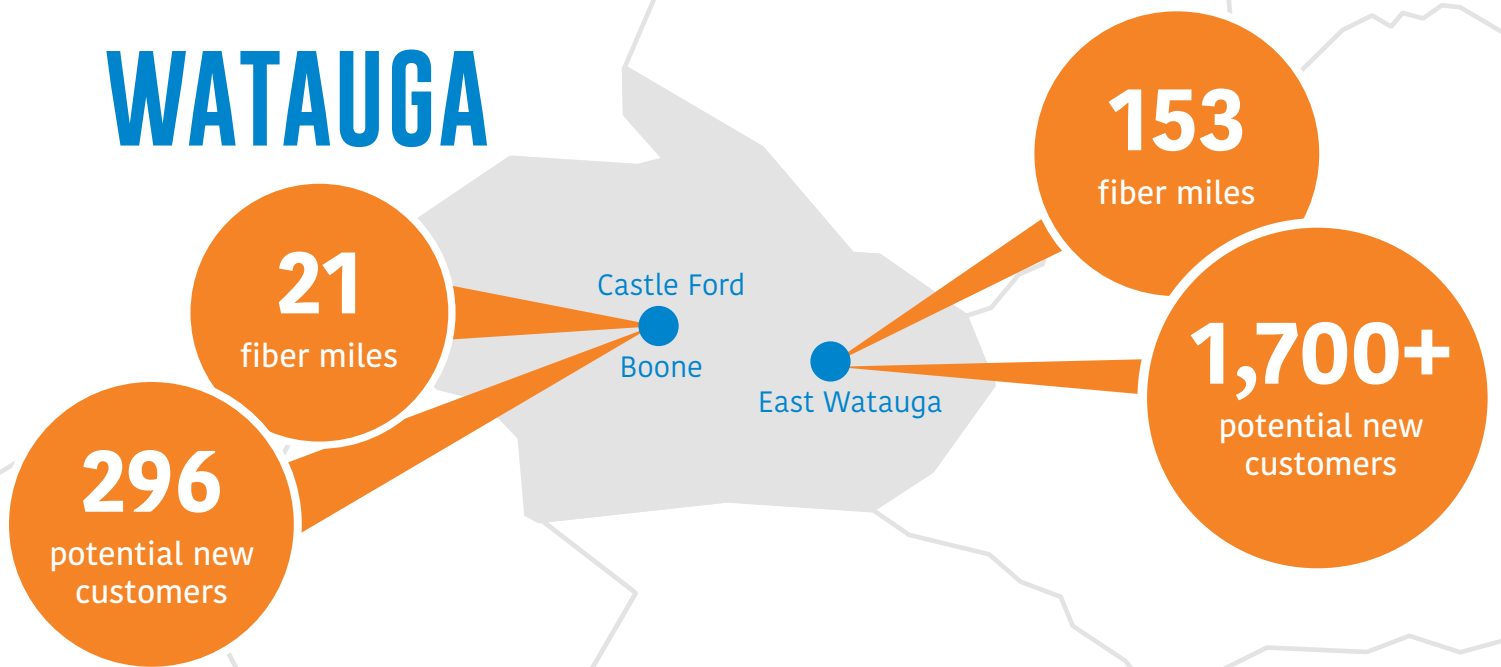 WATAUGA
21
fiber miles
296
potential new
customers
Castle Ford
Boone
East Watauga
153
fiber miles
1,700+
potential new
customers